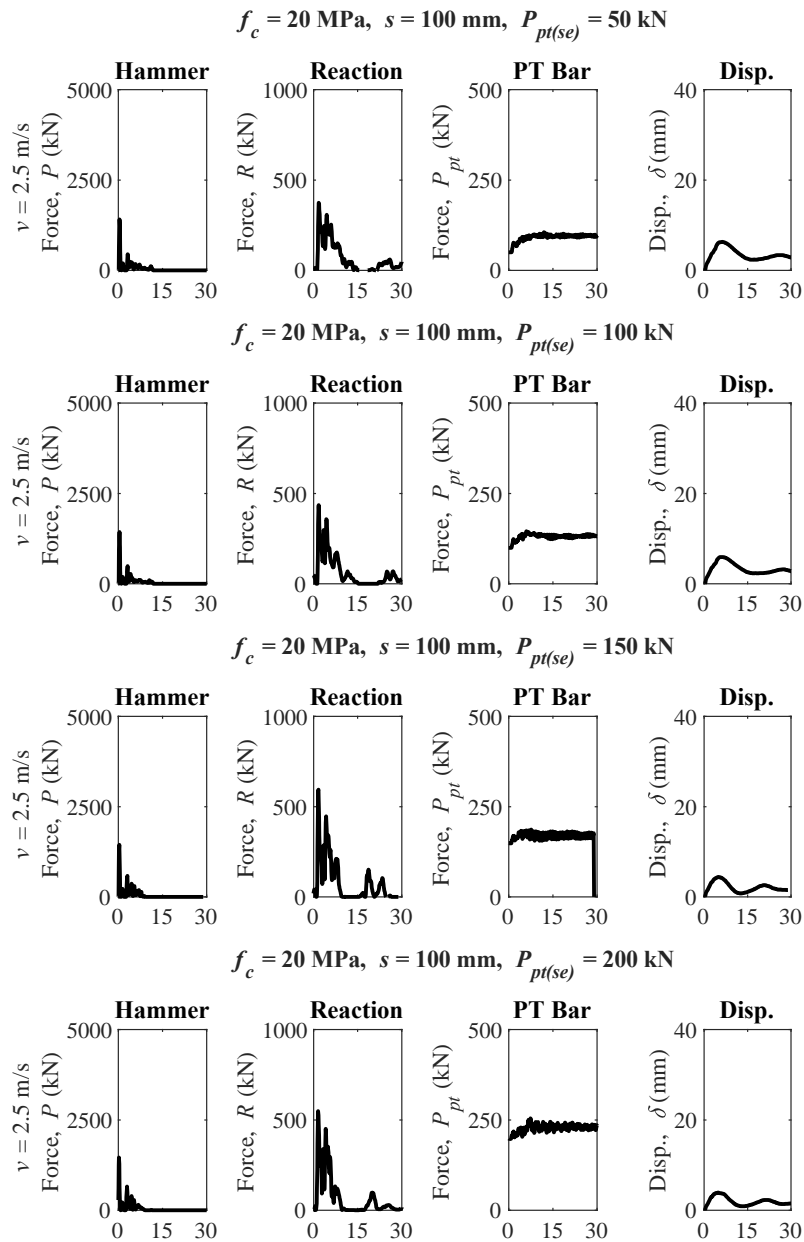 f_c = 20 MPa, s = 100 mm, P_pt(se) = 50 kN
Hammer Reaction PT Bar Disp.
v = 2.5 m/s
Force, P (kN)
5000
2500
0
0 15 30
Force, R (kN)
1000
500
0
0 15 30
Force, P_pt (kN)
500
250
0
0 15 30
Disp., δ (mm)
40
20
0
0 15 30
f_c = 20 MPa, s = 100 mm, P_pt(se) = 100 kN
Hammer Reaction PT Bar Disp.
v = 2.5 m/s
Force, P (kN)
5000
2500
0
0 15 30
Force, R (kN)
1000
500
0
0 15 30
Force, P_pt (kN)
500
250
0
0 15 30
Disp., δ (mm)
40
20
0
0 15 30
f_c = 20 MPa, s = 100 mm, P_pt(se) = 150 kN
Hammer Reaction PT Bar Disp.
v = 2.5 m/s
Force, P (kN)
5000
2500
0
0 15 30
Force, R (kN)
1000
500
0
0 15 30
Force, P_pt (kN)
500
250
0
0 15 30
Disp., δ (mm)
40
20
0
0 15 30
f_c = 20 MPa, s = 100 mm, P_pt(se) = 200 kN
Hammer Reaction PT Bar Disp.
v = 2.5 m/s
Force, P (kN)
5000
2500
0
0 15 30
Force, R (kN)
1000
500
0
0 15 30
Force, P_pt (kN)
500
250
0
0 15 30
Disp., δ (mm)
40
20
0
0 15 30